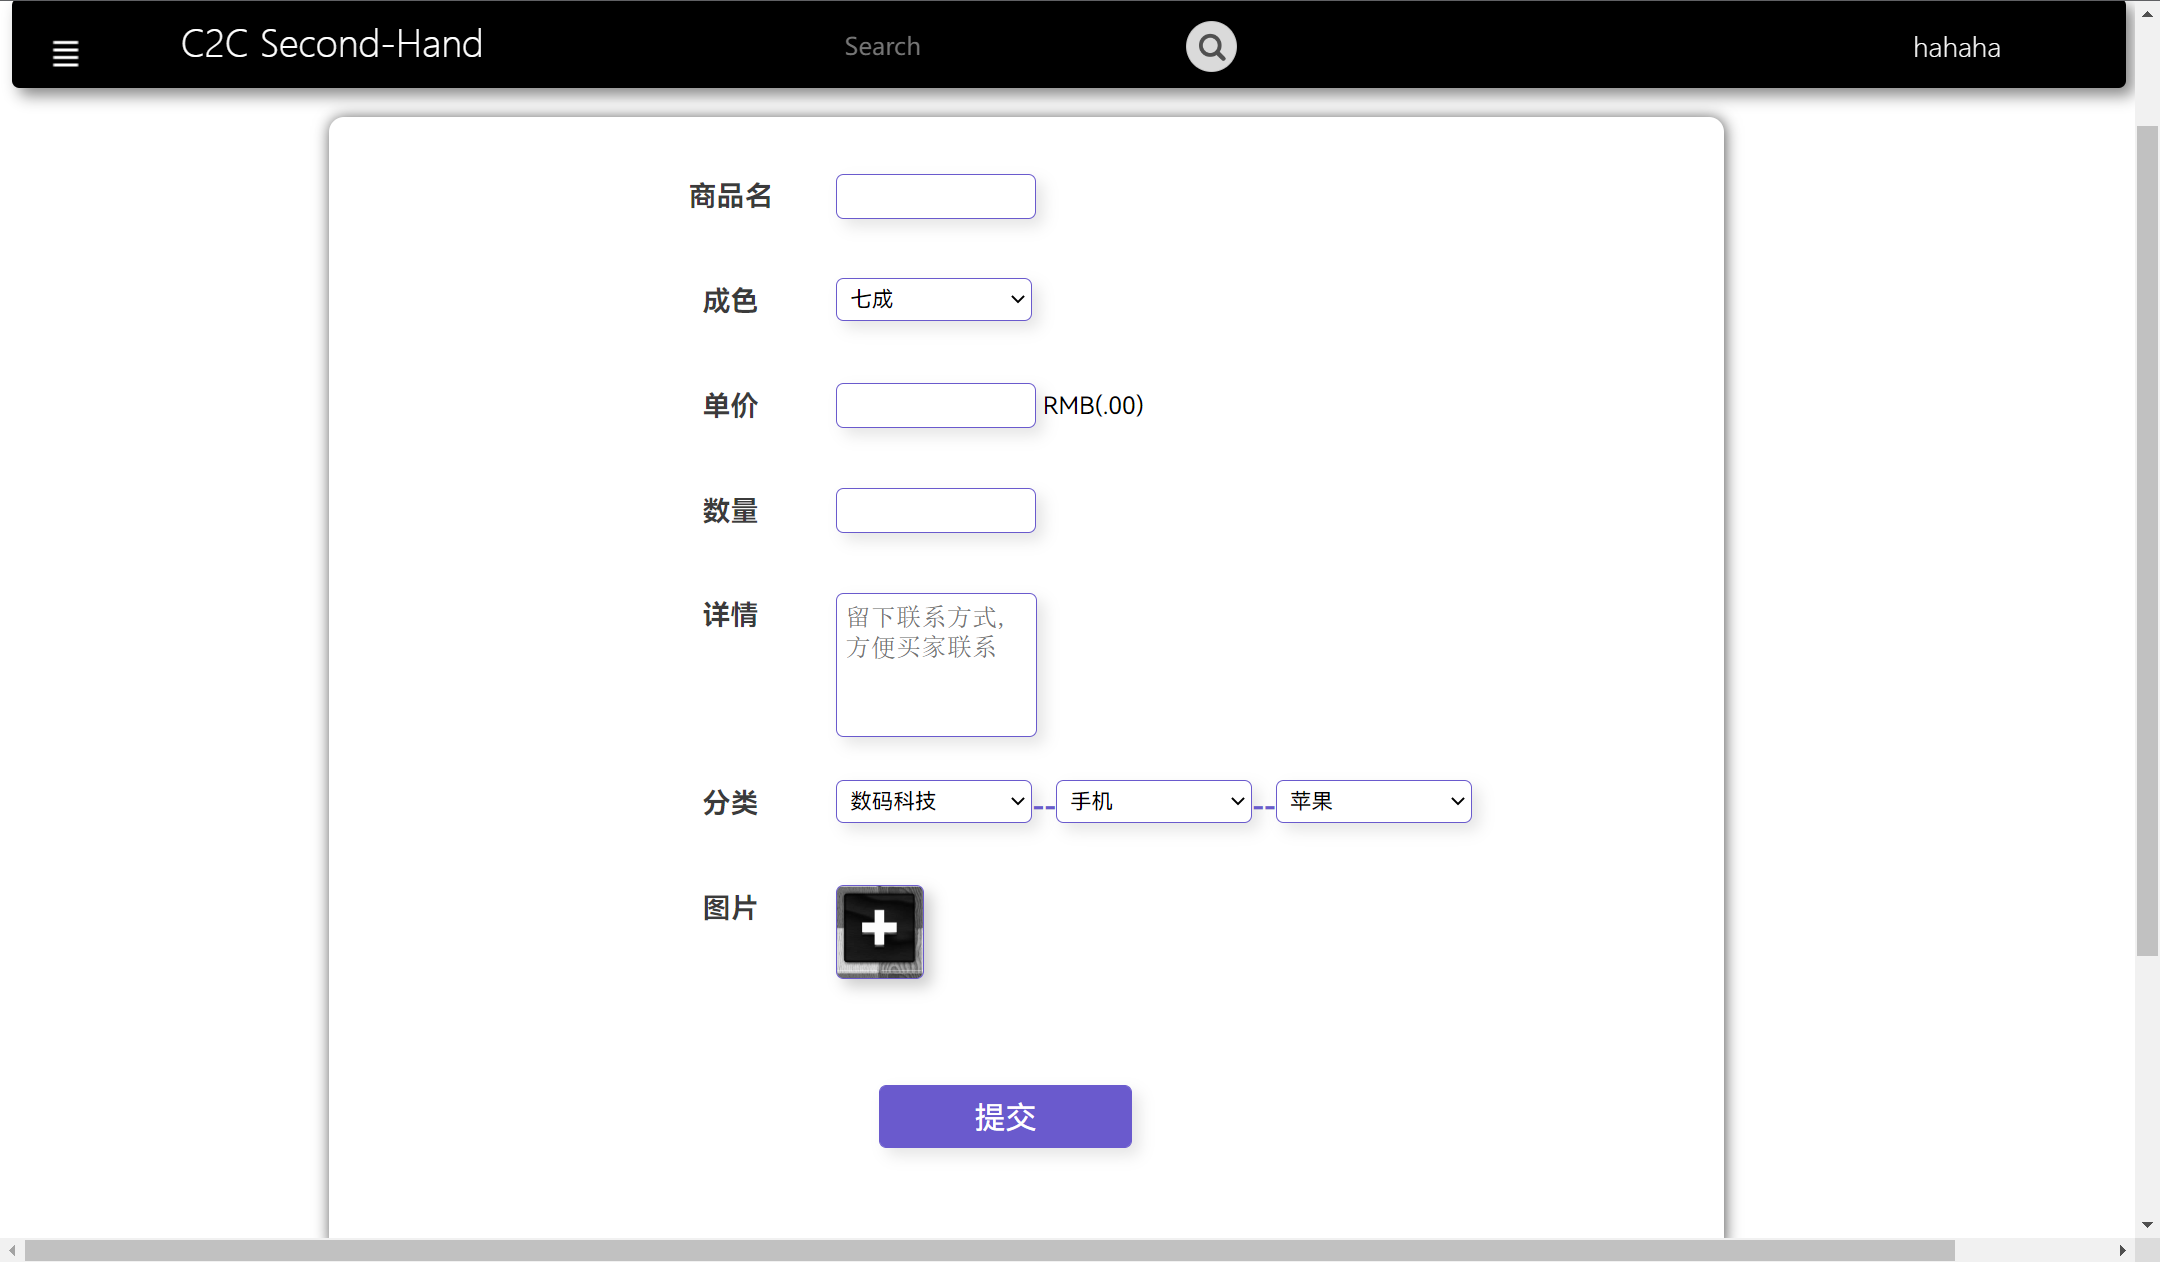 C2C Second-Hand
Search
hahaha
商品名
成色
七成
单价
RMB(.00)
数量
详情
留下联系方式,
方便买家联系
分类
数码科技
--
手机
--
苹果
图片
提交